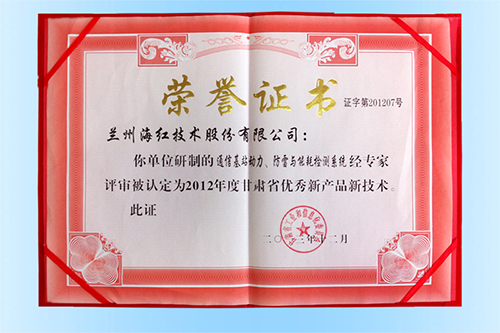 荣誉证书
证字第201207号
兰州海红技术股份有限公司：
你单位研制的通信基站动力、防雷与能耗检测系统经专家
评审被认定为2012年度甘肃省优秀新产品新技术。
此证
二〇一三年十二月